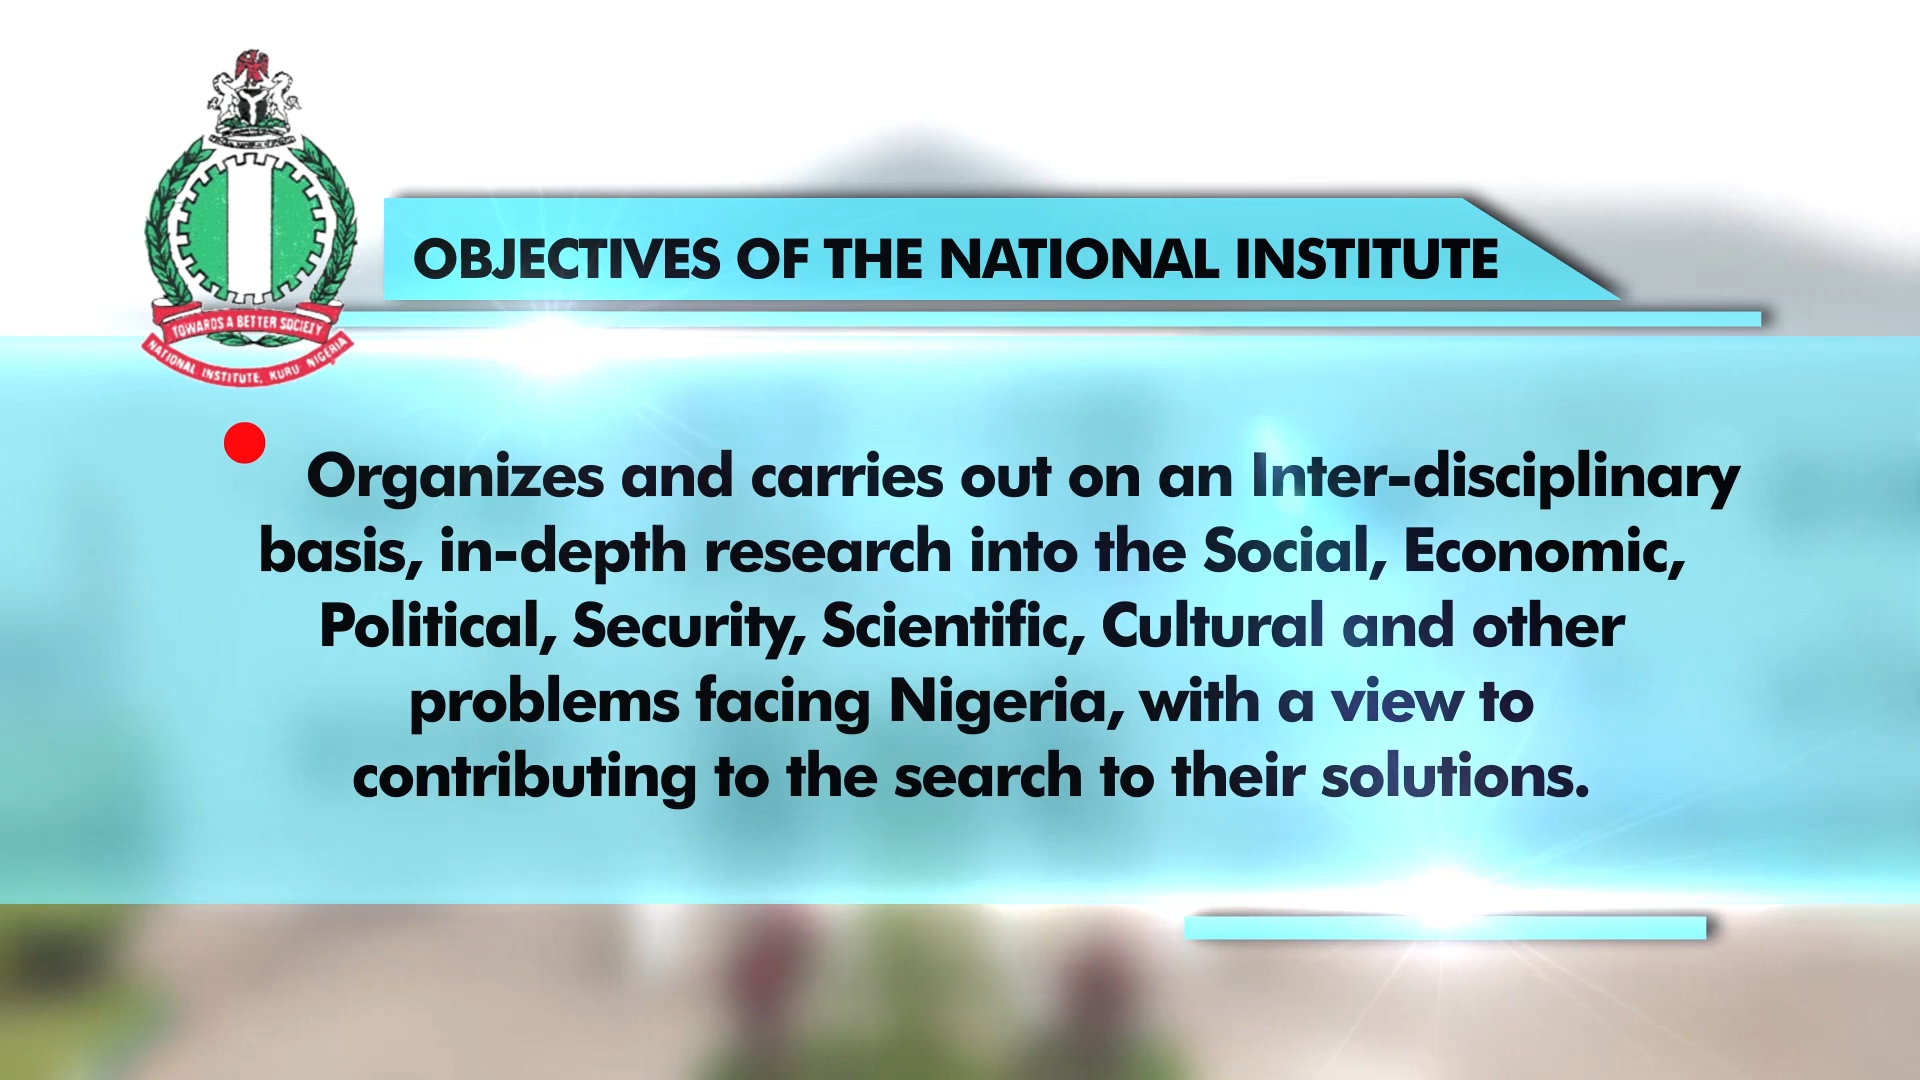 OBJECTIVES OF THE NATIONAL INSTITUTE
TOWARDS A BETTER SOCIETY
NATIONAL INSTITUTE, KURU NIGERIA
Organizes and carries out on an Inter-disciplinary
basis, in-depth research into the Social, Economic,
Political, Security, Scientific, Cultural and other
problems facing Nigeria, with a view to
contributing to the search to their solutions.